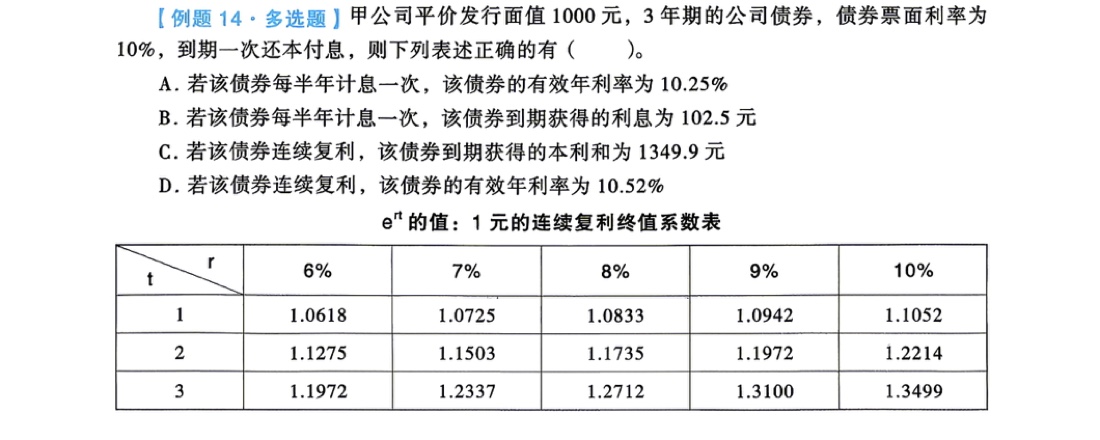 【例题 14·多选题】甲公司平价发行面值 1000 元，3 年期的公司债券，债券票面利率为
10%，到期一次还本付息，则下列表述正确的有（　　）。
A. 若该债券每半年计息一次，该债券的有效年利率为 10.25%
B. 若该债券每半年计息一次，该债券到期获得的利息为 102.5 元
C. 若该债券连续复利，该债券到期获得的本利和为 1349.9 元
D. 若该债券连续复利，该债券的有效年利率为 10.52%
e^rt 的值：1 元的连续复利终值系数表
t r 6% 7% 8% 9% 10%
1 1.0618 1.0725 1.0833 1.0942 1.1052
2 1.1275 1.1503 1.1735 1.1972 1.2214
3 1.1972 1.2337 1.2712 1.3100 1.3499